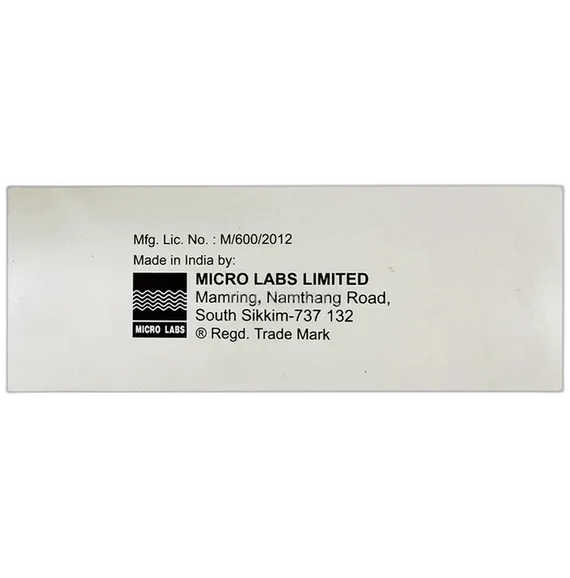 Mfg. Lic. No. : M/600/2012
Made in India by:
MICRO LABS LIMITED
Mamring, Namthang Road,
South Sikkim-737 132
® Regd. Trade Mark
MICRO LABS